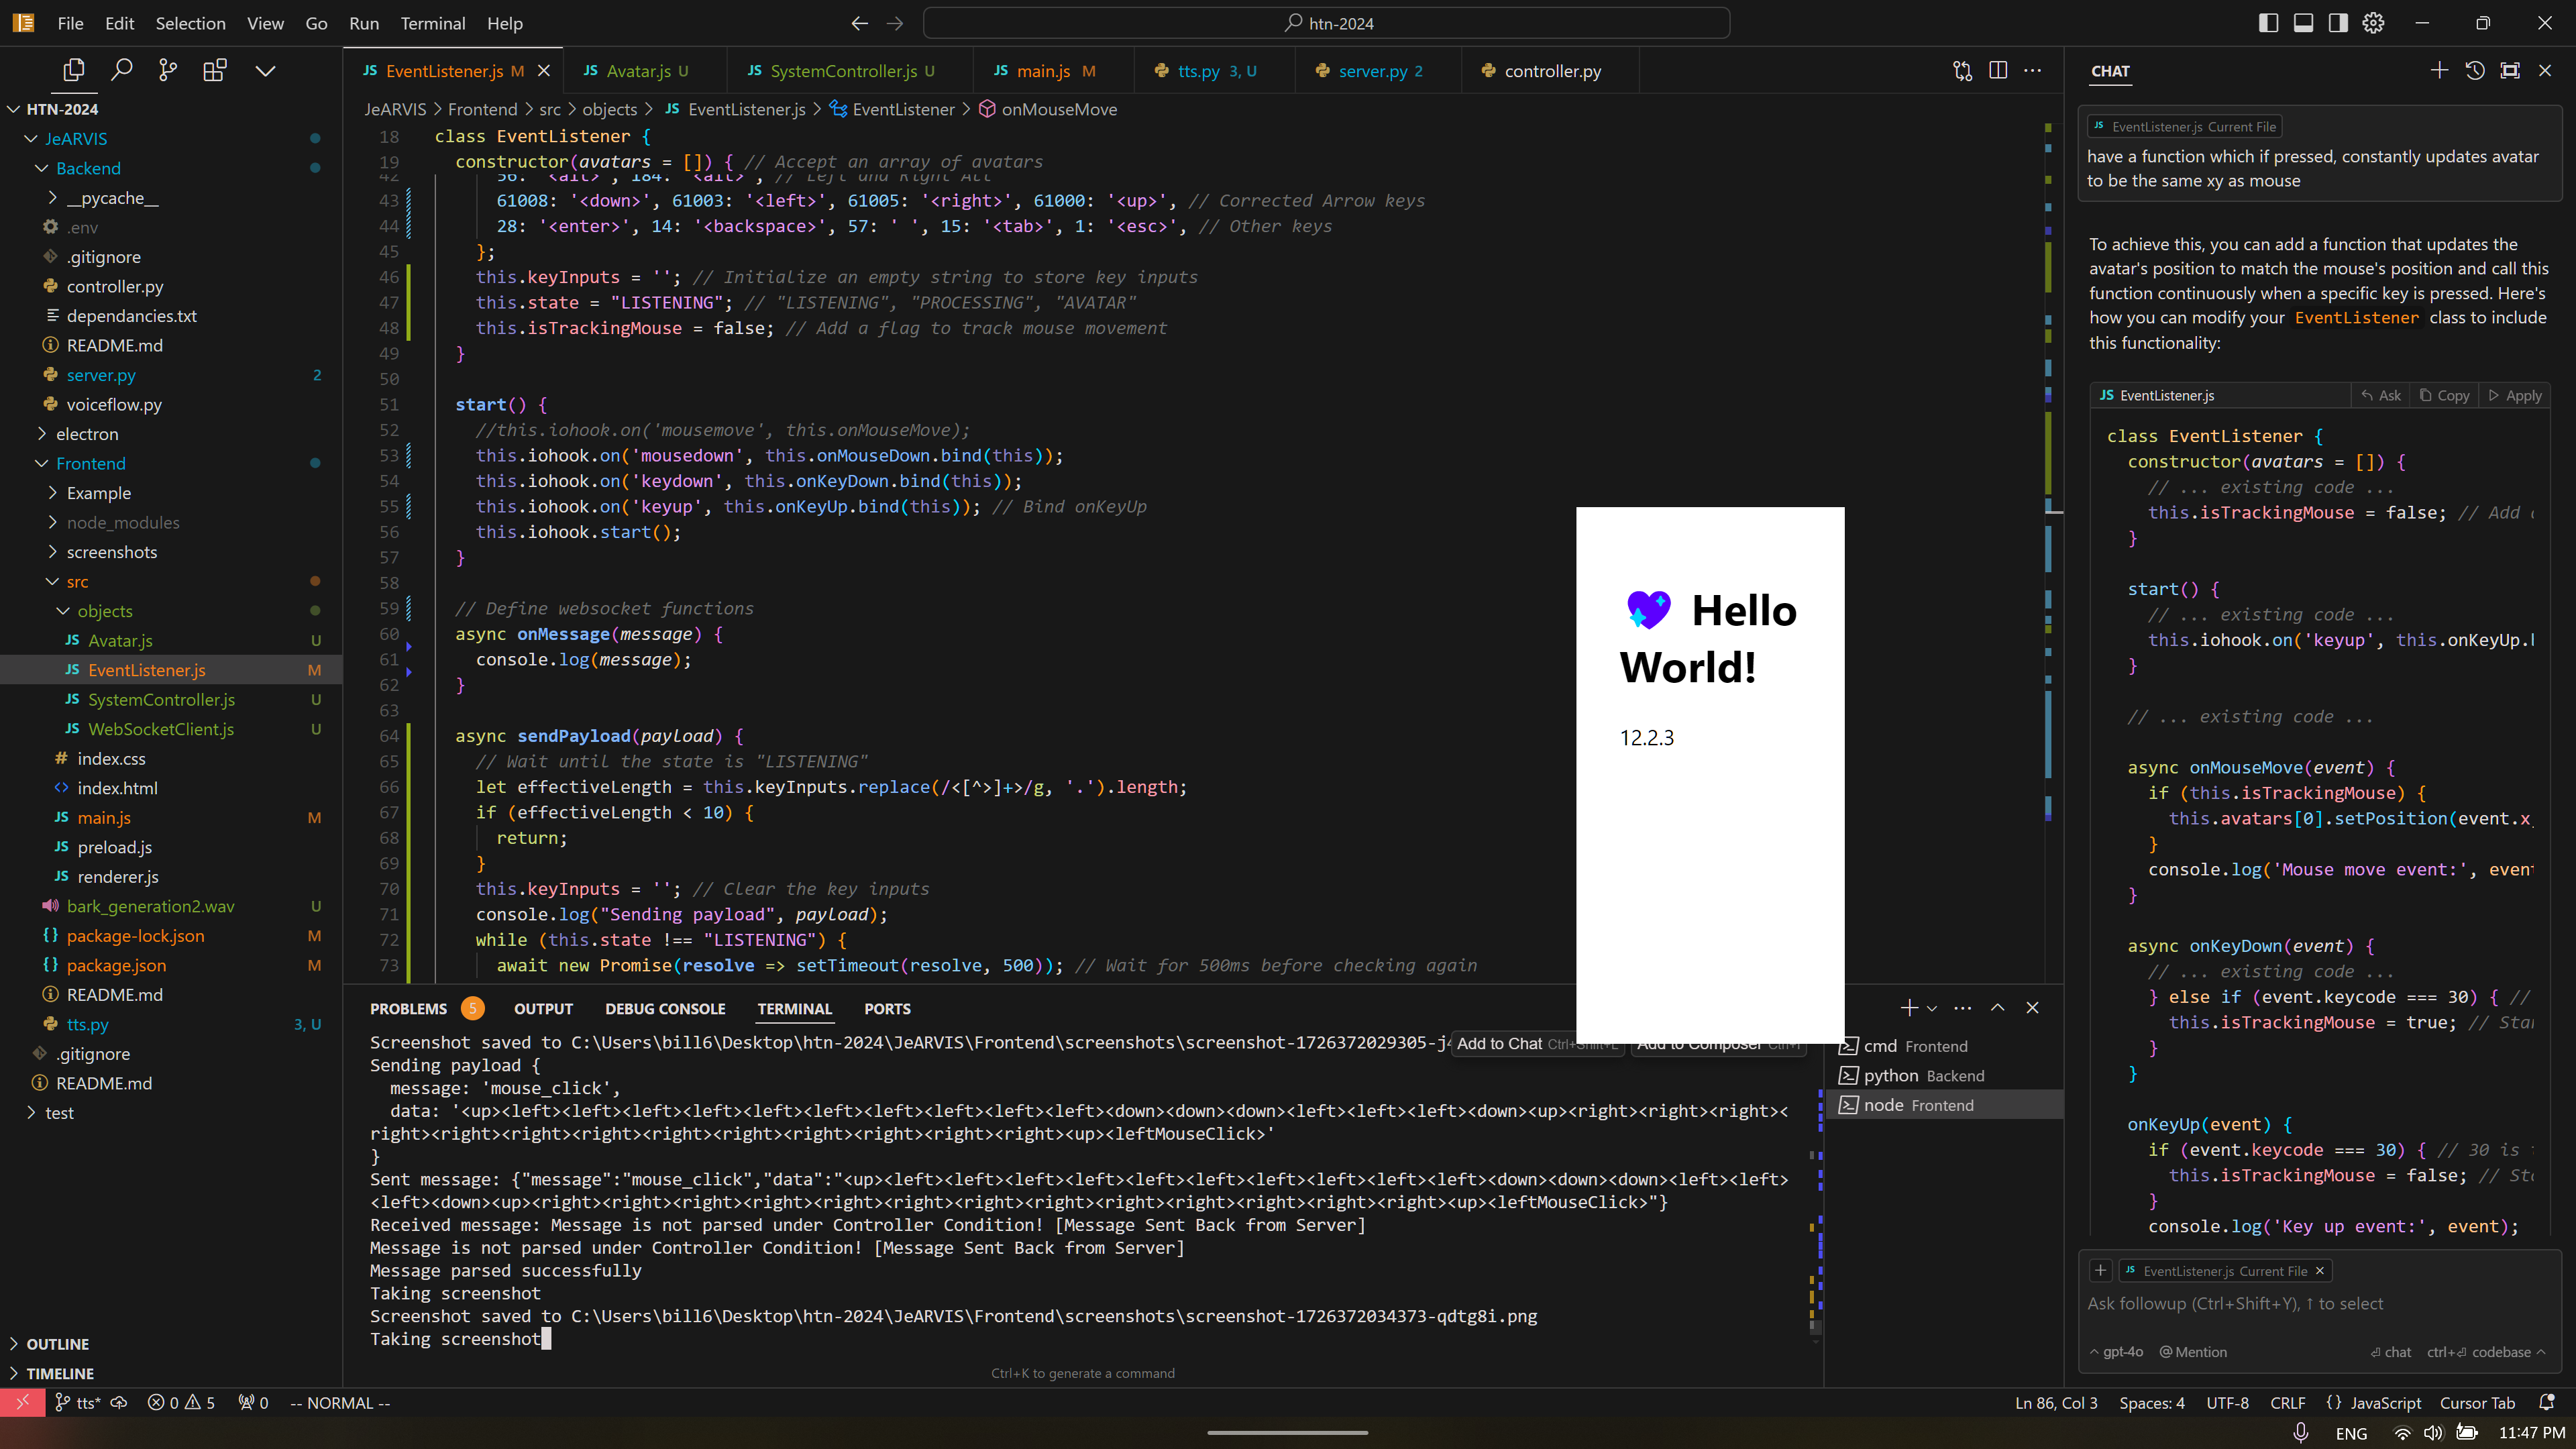 File Edit Selection View Go Run Terminal Help
htn-2024
HTN-2024
JeARVIS
Backend
__pycache__
.env
.gitignore
controller.py
dependancies.txt
README.md
server.py 2
voiceflow.py
electron
Frontend
Example
node_modules
screenshots
src
objects
JS Avatar.js U
JS EventListener.js M
JS SystemController.js U
JS WebSocketClient.js U
# index.css
<> index.html
JS main.js M
JS preload.js
JS renderer.js
bark_generation2.wav U
{} package-lock.json M
{} package.json M
README.md
tts.py 3, U
.gitignore
README.md
test
OUTLINE
TIMELINE
JS EventListener.js M
JS Avatar.js U
JS SystemController.js U
JS main.js M
tts.py 3, U
server.py 2
controller.py
JeARVIS > Frontend > src > objects > JS EventListener.js > EventListener > onMouseMove
18 class EventListener {
19 constructor(avatars = []) { // Accept an array of avatars
42 56: '<alt>', 184: '<alt>', // Left and Right Alt
43 61008: '<down>', 61003: '<left>', 61005: '<right>', 61000: '<up>', // Corrected Arrow keys
44 28: '<enter>', 14: '<backspace>', 57: ' ', 15: '<tab>', 1: '<esc>', // Other keys
45 };
46 this.keyInputs = ''; // Initialize an empty string to store key inputs
47 this.state = "LISTENING"; // "LISTENING", "PROCESSING", "AVATAR"
48 this.isTrackingMouse = false; // Add a flag to track mouse movement
49 }
50
51 start() {
52 //this.iohook.on('mousemove', this.onMouseMove);
53 this.iohook.on('mousedown', this.onMouseDown.bind(this));
54 this.iohook.on('keydown', this.onKeyDown.bind(this));
55 this.iohook.on('keyup', this.onKeyUp.bind(this)); // Bind onKeyUp
56 this.iohook.start();
57 }
58
59 // Define websocket functions
60 async onMessage(message) {
61 console.log(message);
62 }
63
64 async sendPayload(payload) {
65 // Wait until the state is "LISTENING"
66 let effectiveLength = this.keyInputs.replace(/<[^>]+>/g, '.').length;
67 if (effectiveLength < 10) {
68 return;
69 }
70 this.keyInputs = ''; // Clear the key inputs
71 console.log("Sending payload", payload);
72 while (this.state !== "LISTENING") {
73 await new Promise(resolve => setTimeout(resolve, 500)); // Wait for 500ms before checking again
💖 Hello
World!
12.2.3
PROBLEMS 5 OUTPUT DEBUG CONSOLE TERMINAL PORTS
Screenshot saved to C:\Users\bill6\Desktop\htn-2024\JeARVIS\Frontend\screenshots\screenshot-1726372029305-j4
Add to Chat Ctrl+Shift+L
Add to Composer Ctrl+I
Sending payload {
message: 'mouse_click',
data: '<up><left><left><left><left><left><left><left><left><left><left><down><down><down><left><left><left><down><up><right><right><right><
right><right><right><right><right><right><right><right><right><right><up><leftMouseClick>'
}
Sent message: {"message":"mouse_click","data":"<up><left><left><left><left><left><left><left><left><left><left><down><down><down><left><left>
<left><down><up><right><right><right><right><right><right><right><right><right><right><right><right><up><leftMouseClick>"}
Received message: Message is not parsed under Controller Condition! [Message Sent Back from Server]
Message is not parsed under Controller Condition! [Message Sent Back from Server]
Message parsed successfully
Taking screenshot
Screenshot saved to C:\Users\bill6\Desktop\htn-2024\JeARVIS\Frontend\screenshots\screenshot-1726372034373-qdtg8i.png
Taking screenshot
Ctrl+K to generate a command
cmd Frontend
python Backend
node Frontend
CHAT
JS EventListener.js Current File
have a function which if pressed, constantly updates avatar
to be the same xy as mouse
To achieve this, you can add a function that updates the
avatar's position to match the mouse's position and call this
function continuously when a specific key is pressed. Here's
how you can modify your EventListener class to include
this functionality:
JS EventListener.js Ask Copy Apply
class EventListener {
constructor(avatars = []) {
// ... existing code ...
this.isTrackingMouse = false; // Add
}
start() {
// ... existing code ...
this.iohook.on('keyup', this.onKeyUp.
}
// ... existing code ...
async onMouseMove(event) {
if (this.isTrackingMouse) {
this.avatars[0].setPosition(event.x,
}
console.log('Mouse move event:', event
}
async onKeyDown(event) {
// ... existing code ...
} else if (event.keycode === 30) { //
this.isTrackingMouse = true; // Sta
}
}
onKeyUp(event) {
if (event.keycode === 30) { // 30 is
this.isTrackingMouse = false; // Sto
}
console.log('Key up event:', event);
JS EventListener.js Current File ×
Ask followup (Ctrl+Shift+Y), ↑ to select
gpt-4o @ Mention
chat ctrl+⏎ codebase
tts* 0 5 0 -- NORMAL --
Ln 86, Col 3 Spaces: 4 UTF-8 CRLF {} JavaScript Cursor Tab
ENG 11:47 PM